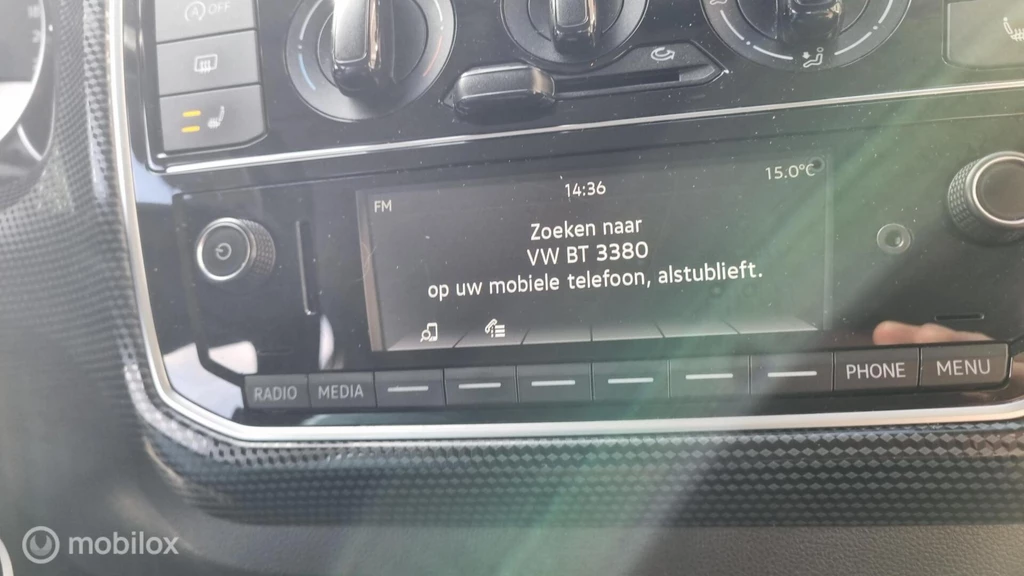 OFF
FM
14:36
15.0°C
Zoeken naar
VW BT 3380
op uw mobiele telefoon, alstublieft.
RADIO
MEDIA
PHONE
MENU
mobilox